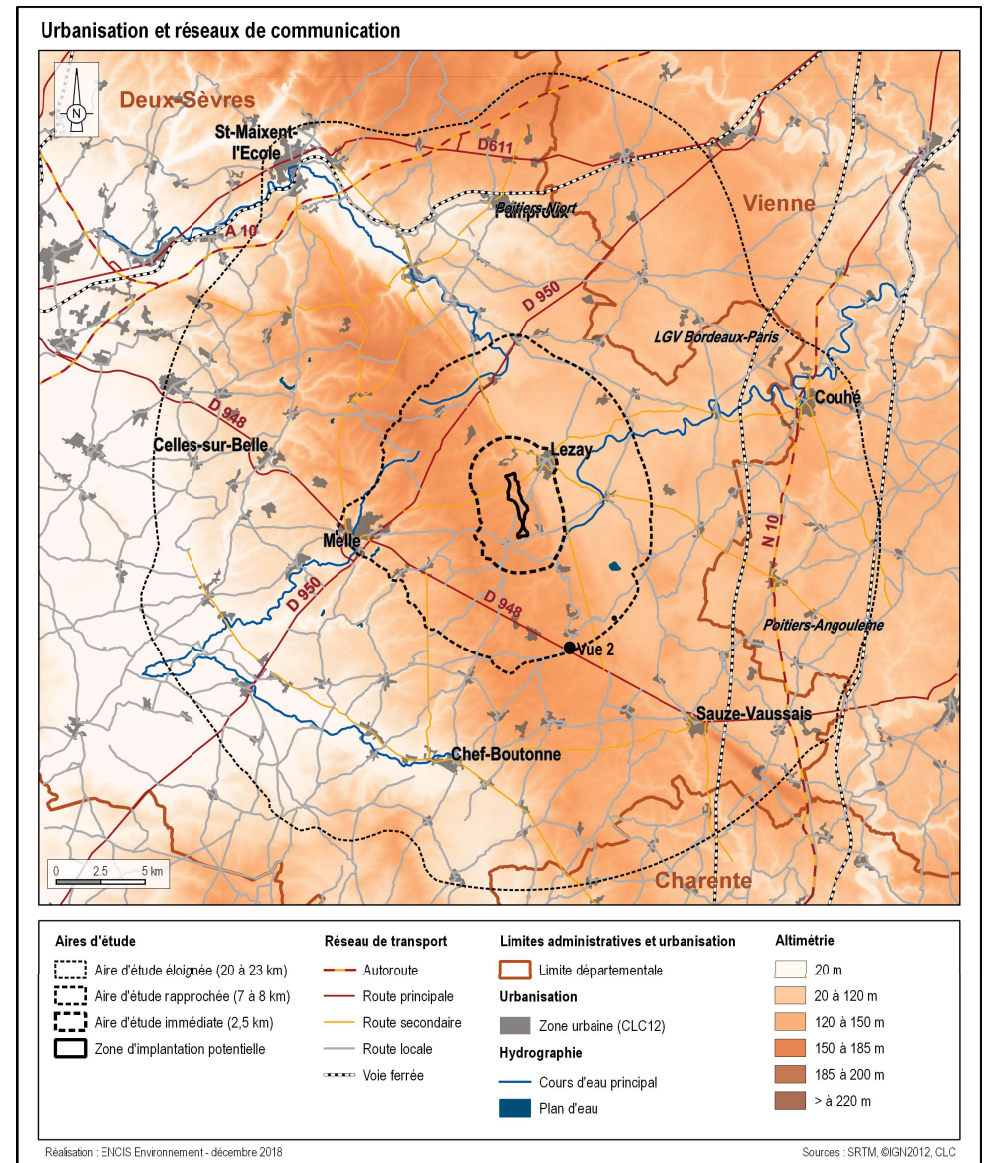 Urbanisation et réseaux de communication
N
Deux-Sèvres
St-Maixent-
l'Ecole
D611
Poitiers-Niort
Pamproux
Vienne
A 10
D 950
LGV Bordeaux-Paris
Couhé
D 948
Celles-sur-Belle
Lezay
Melle
N 10
D 950
D 948
Poitiers-Angouleme
Vue 2
Sauze-Vaussais
Chef-Boutonne
0 2.5 5 km
Charente
Aires d'étude
Aire d'étude éloignée (20 à 23 km)
Aire d'étude rapprochée (7 à 8 km)
Aire d'étude immédiate (2,5 km)
Zone d'implantation potentielle
Réseau de transport
Autoroute
Route principale
Route secondaire
Route locale
Voie ferrée
Limites administratives et urbanisation
Limite départementale
Urbanisation
Zone urbaine (CLC12)
Hydrographie
Cours d'eau principal
Plan d'eau
Altimétrie
20 m
20 à 120 m
120 à 150 m
150 à 185 m
185 à 200 m
> à 220 m
Réalisation : ENCIS Environnement - décembre 2018
Sources : SRTM, ©IGN2012, CLC